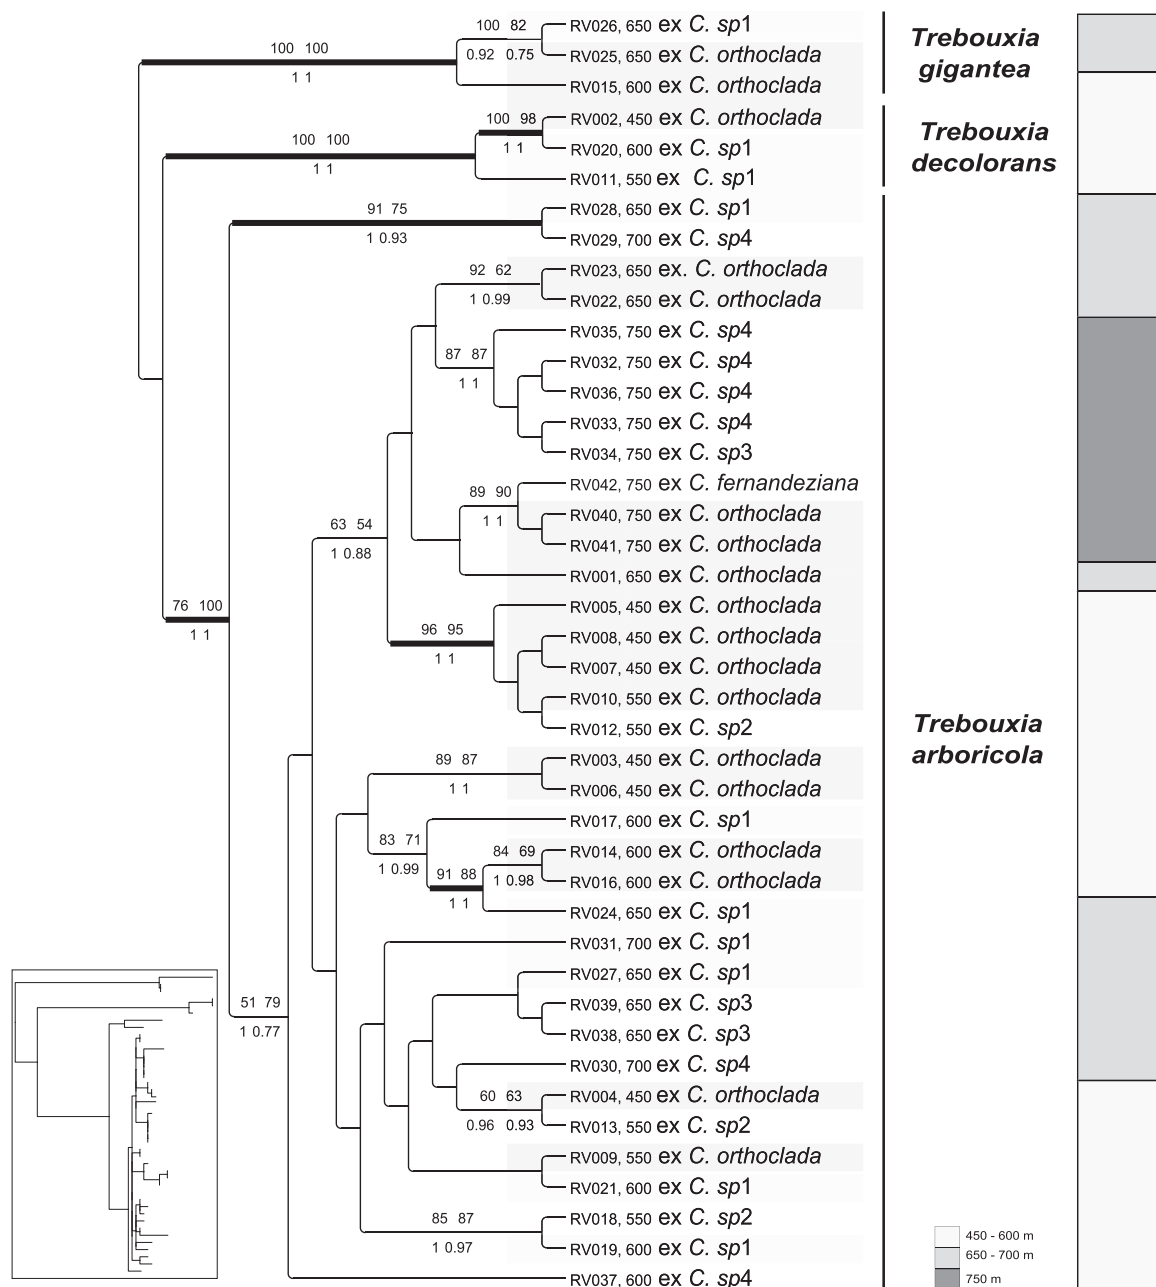 100 82
RV026, 650 ex C. sp1
0.92 0.75
RV025, 650 ex C. orthoclada
100 100
1 1
RV015, 600 ex C. orthoclada
Trebouxia
gigantea
100 98
RV002, 450 ex C. orthoclada
1 1
RV020, 600 ex C. sp1
100 100
1 1
RV011, 550 ex C. sp1
Trebouxia
decolorans
91 75
RV028, 650 ex C. sp1
1 0.93
RV029, 700 ex C. sp4
92 62
RV023, 650 ex. C. orthoclada
1 0.99
RV022, 650 ex C. orthoclada
RV035, 750 ex C. sp4
87 87
1 1
RV032, 750 ex C. sp4
RV036, 750 ex C. sp4
RV033, 750 ex C. sp4
RV034, 750 ex C. sp3
RV042, 750 ex C. fernandeziana
89 90
1 1
RV040, 750 ex C. orthoclada
RV041, 750 ex C. orthoclada
63 54
1 0.88
RV001, 650 ex C. orthoclada
76 100
1 1
RV005, 450 ex C. orthoclada
96 95
1 1
RV008, 450 ex C. orthoclada
RV007, 450 ex C. orthoclada
RV010, 550 ex C. orthoclada
RV012, 550 ex C. sp2
Trebouxia
arboricola
89 87
1 1
RV003, 450 ex C. orthoclada
RV006, 450 ex C. orthoclada
RV017, 600 ex C. sp1
83 71
1 0.99
84 69
1 0.98
RV014, 600 ex C. orthoclada
RV016, 600 ex C. orthoclada
91 88
1 1
RV024, 650 ex C. sp1
RV031, 700 ex C. sp1
RV027, 650 ex C. sp1
RV039, 650 ex C. sp3
RV038, 650 ex C. sp3
51 79
1 0.77
RV030, 700 ex C. sp4
60 63
0.96 0.93
RV004, 450 ex C. orthoclada
RV013, 550 ex C. sp2
RV009, 550 ex C. orthoclada
RV021, 600 ex C. sp1
85 87
1 0.97
RV018, 550 ex C. sp2
RV019, 600 ex C. sp1
RV037, 600 ex C. sp4
450 - 600 m
650 - 700 m
750 m